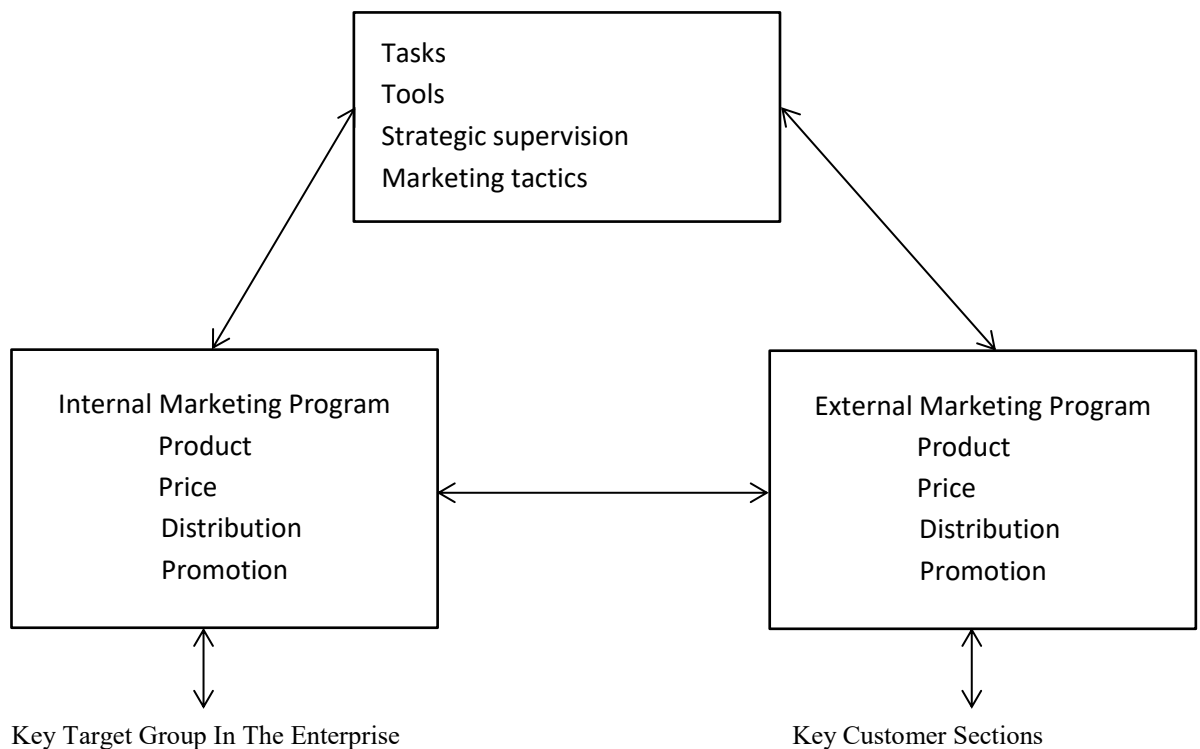 Tasks
Tools
Strategic supervision
Marketing tactics
Internal Marketing Program
Product
Price
Distribution
Promotion
External Marketing Program
Product
Price
Distribution
Promotion
Key Target Group In The Enterprise
Key Customer Sections